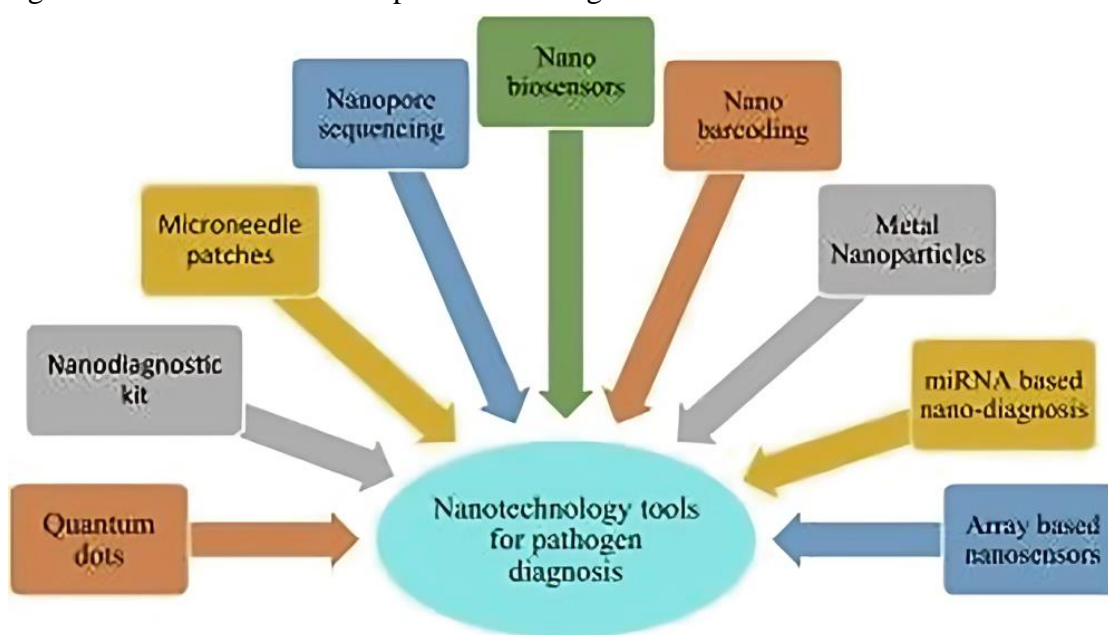 Nano
biosensors
Nanopore
sequencing
Nano
barcoding
Microneedle
patches
Metal
Nanoparticles
Nanodiagnostic
kit
miRNA based
nano-diagnosis
Quantum
dots
Nanotechnology tools
for pathogen
diagnosis
Array based
nanosensors